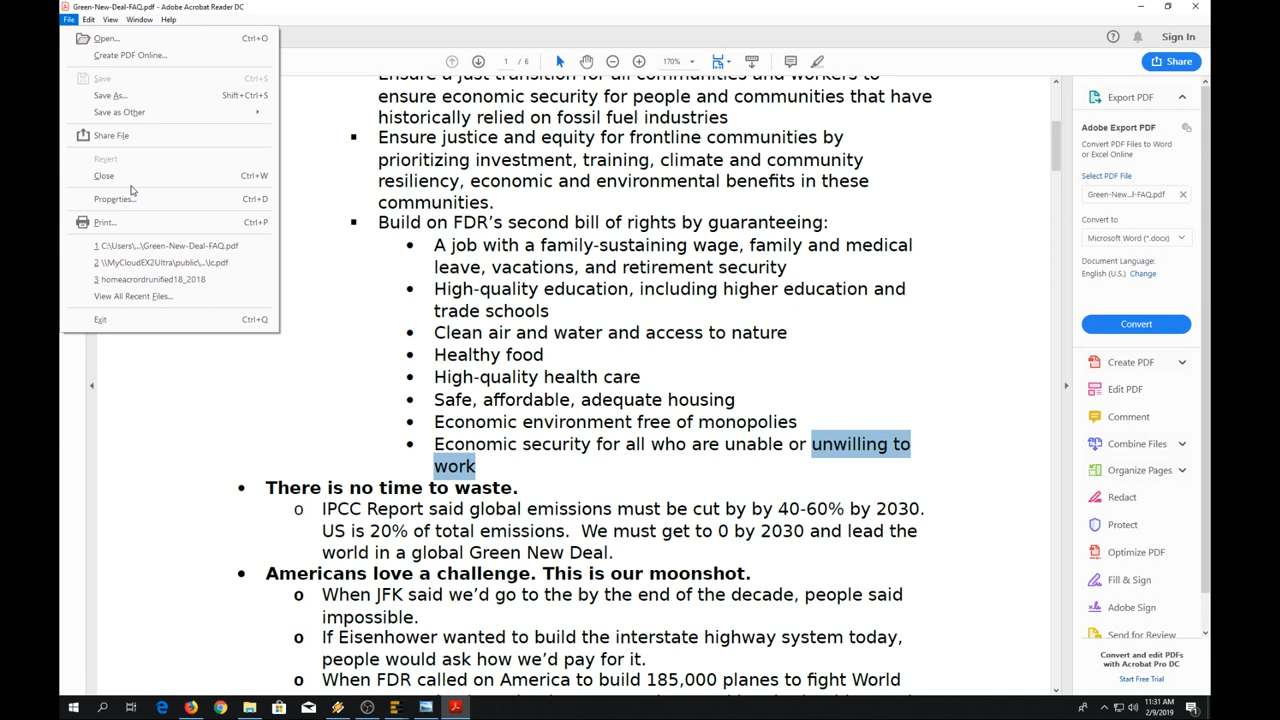 Green-New-Deal-FAQ.pdf - Adobe Acrobat Reader DC
File Edit View Window Help
Open... Ctrl+O
Create PDF Online...
Save Ctrl+S
Save As... Shift+Ctrl+S
Save as Other
Share File
Revert
Close Ctrl+W
Properties... Ctrl+D
Print... Ctrl+P
1 C:\Users\...\Green-New-Deal-FAQ.pdf
2 \\MyCloudEX2Ultra\public\...\lc.pdf
3 homeacrordrunified18_2018
View All Recent Files...
Exit Ctrl+Q
Sign In
1 / 6
170%
Share
ensure economic security for people and communities that have
historically relied on fossil fuel industries
Ensure justice and equity for frontline communities by
prioritizing investment, training, climate and community
resiliency, economic and environmental benefits in these
communities.
Build on FDR’s second bill of rights by guaranteeing:
A job with a family-sustaining wage, family and medical
leave, vacations, and retirement security
High-quality education, including higher education and
trade schools
Clean air and water and access to nature
Healthy food
High-quality health care
Safe, affordable, adequate housing
Economic environment free of monopolies
Economic security for all who are unable or unwilling to
work
There is no time to waste.
IPCC Report said global emissions must be cut by by 40-60% by 2030.
US is 20% of total emissions. We must get to 0 by 2030 and lead the
world in a global Green New Deal.
Americans love a challenge. This is our moonshot.
When JFK said we’d go to the by the end of the decade, people said
impossible.
If Eisenhower wanted to build the interstate highway system today,
people would ask how we’d pay for it.
When FDR called on America to build 185,000 planes to fight World
Export PDF
Adobe Export PDF
Convert PDF Files to Word
or Excel Online
Select PDF File
Green-New...l-FAQ.pdf
Convert to
Microsoft Word (*.docx)
Document Language:
English (U.S.) Change
Convert
Create PDF
Edit PDF
Comment
Combine Files
Organize Pages
Redact
Protect
Optimize PDF
Fill & Sign
Adobe Sign
Send for Review
Convert and edit PDFs
with Acrobat Pro DC
Start Free Trial
11:31 AM
2/9/2019